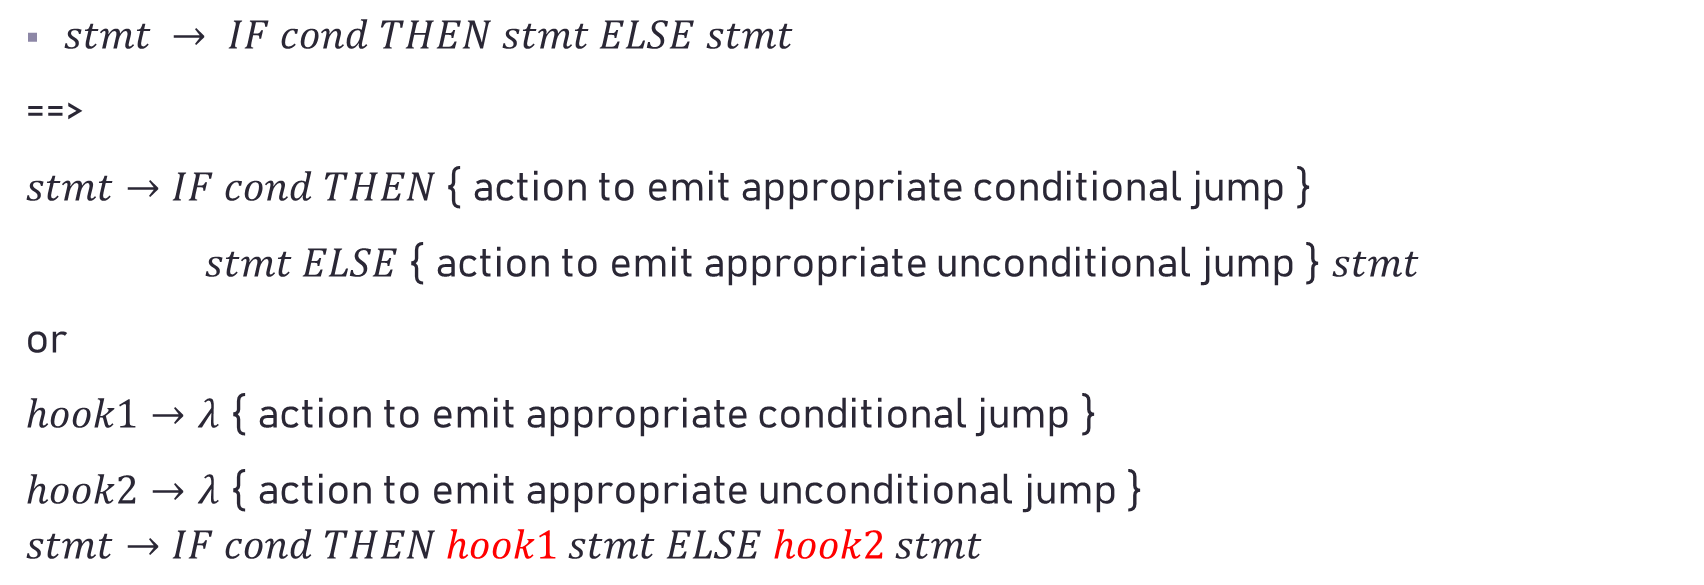 ▪ stmt → IF cond THEN stmt ELSE stmt
==>
stmt → IF cond THEN { action to emit appropriate conditional jump }
stmt ELSE { action to emit appropriate unconditional jump } stmt
or
hook1 → λ { action to emit appropriate conditional jump }
hook2 → λ { action to emit appropriate unconditional jump }
stmt → IF cond THEN hook1 stmt ELSE hook2 stmt